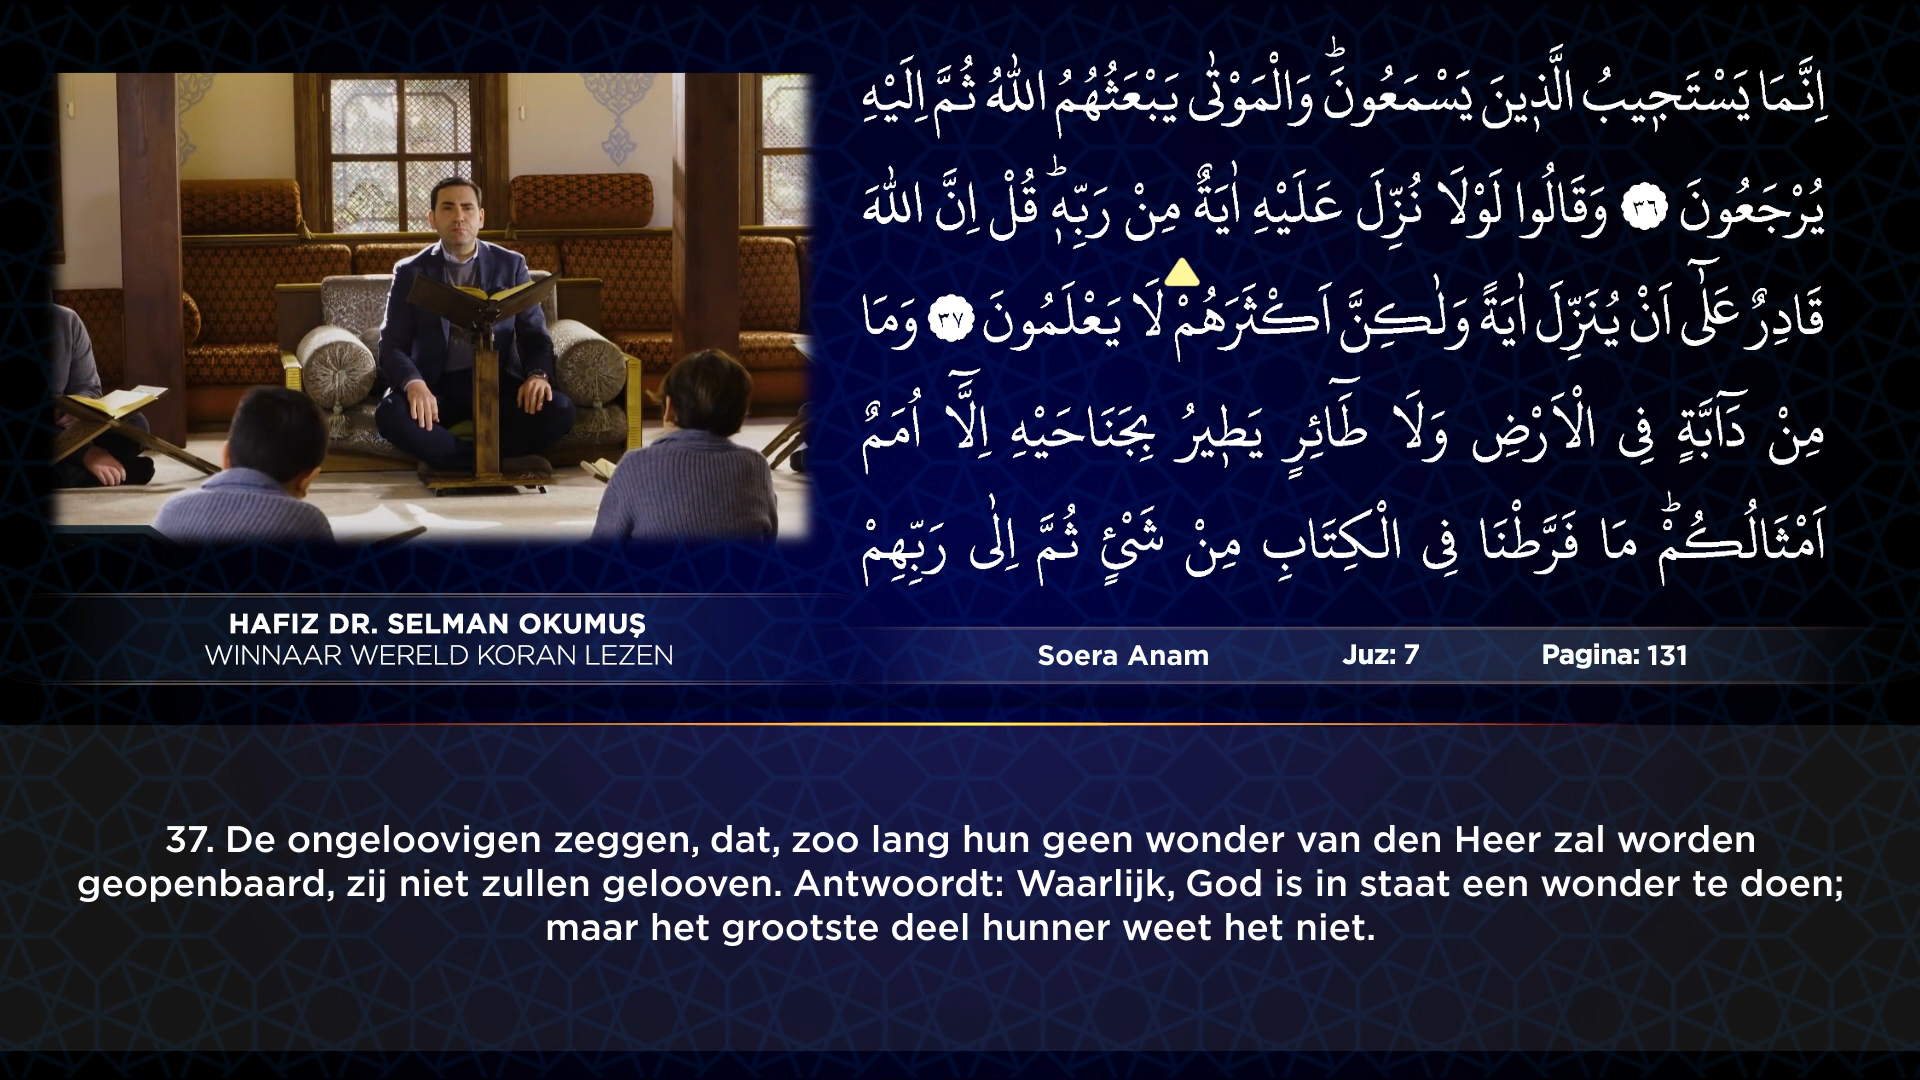 اِنَّمَا يَسْتَج۪يبُ الَّذ۪ينَ يَسْمَعُونَۜ وَالْمَوْتٰى يَبْعَثُهُمُ اللّٰهُ ثُمَّ اِلَيْهِ
يُرْجَعُونَ ﴿٣٦﴾ وَقَالُوا لَوْلَا نُزِّلَ عَلَيْهِ اٰيَةٌ مِنْ رَبِّه۪ۜ قُلْ اِنَّ اللّٰهَ
قَادِرٌ عَلٰٓى اَنْ يُنَزِّلَ اٰيَةً وَلٰكِنَّ اَكْثَرَهُمْ لَا يَعْلَمُونَ ﴿٣٧﴾ وَمَا
مِنْ دَٓابَّةٍ فِى الْاَرْضِ وَلَا طَٓائِرٍ يَط۪يرُ بِجَنَاحَيْهِ اِلَّٓا اُمَمٌ
اَمْثَالُكُمْۜ مَا فَرَّطْنَا فِى الْكِتَابِ مِنْ شَيْءٍ ثُمَّ اِلٰى رَبِّهِمْ
HAFIZ DR. SELMAN OKUMUŞ
WINNAAR WERELD KORAN LEZEN
Soera Anam Juz: 7 Pagina: 131
37. De ongeloovigen zeggen, dat, zoo lang hun geen wonder van den Heer zal worden
geopenbaard, zij niet zullen gelooven. Antwoordt: Waarlijk, God is in staat een wonder te doen;
maar het grootste deel hunner weet het niet.